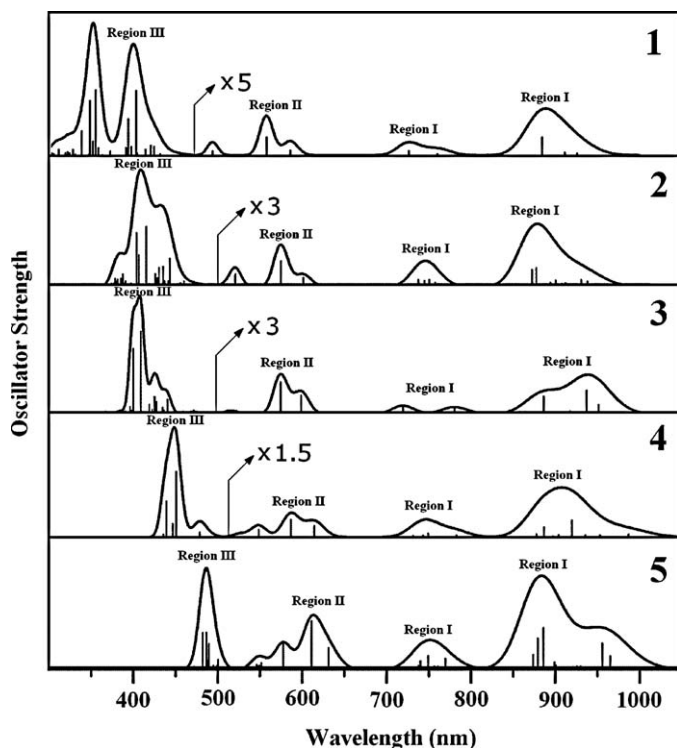 Region III
1
x5
Region II
Region I
Region I
Region III
2
x3
Region II
Region I
Region I
Region III
3
x3
Region II
Region I
Region I
Region III
4
x1.5
Region II
Region I
Region I
Region III
5
Region II
Region I
Region I
Oscillator Strength
400 500 600 700 800 900 1000
Wavelength (nm)